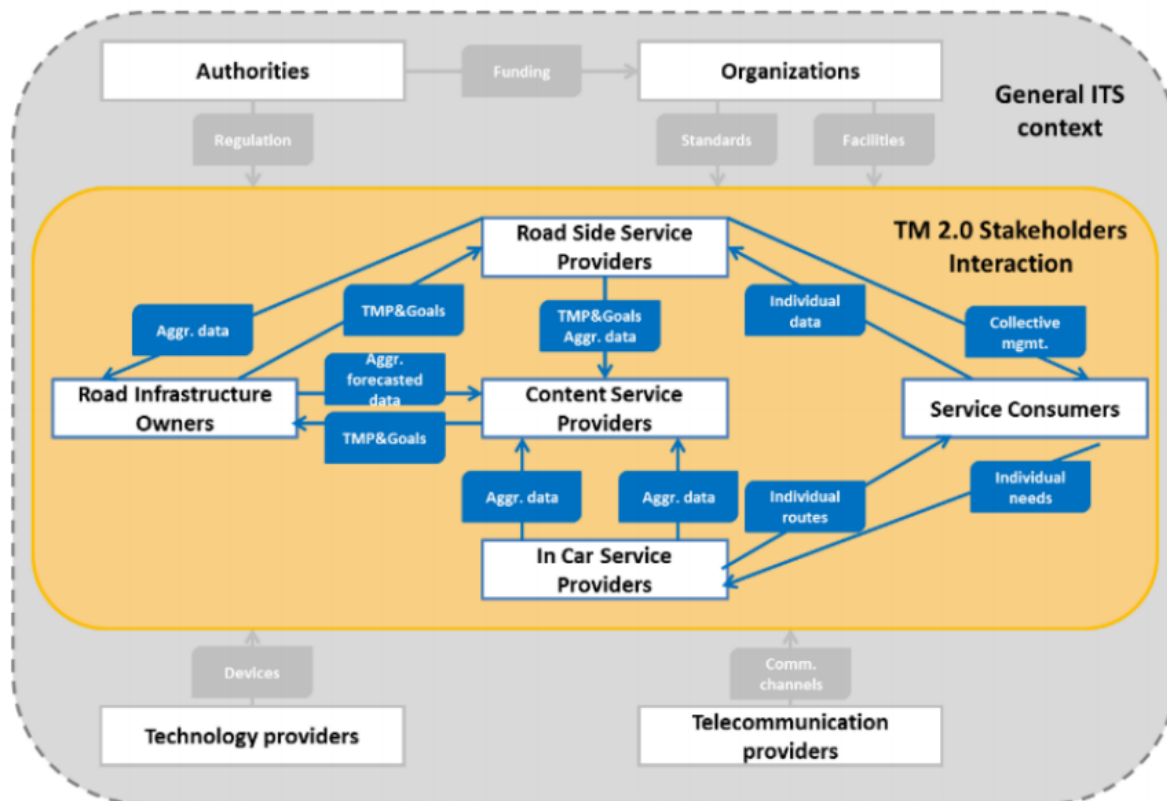 Authorities
Funding
Organizations
General ITS
context
Regulation
Standards
Facilities
TM 2.0 Stakeholders
Interaction
Road Side Service
Providers
Aggr. data
TMP&Goals
TMP&Goals
Aggr. data
Individual
data
Collective
mgmt.
Aggr.
forecasted
data
Road Infrastructure
Owners
Content Service
Providers
Service Consumers
TMP&Goals
Aggr. data
Aggr. data
Individual
routes
Individual
needs
In Car Service
Providers
Devices
Comm.
channels
Technology providers
Telecommunication
providers